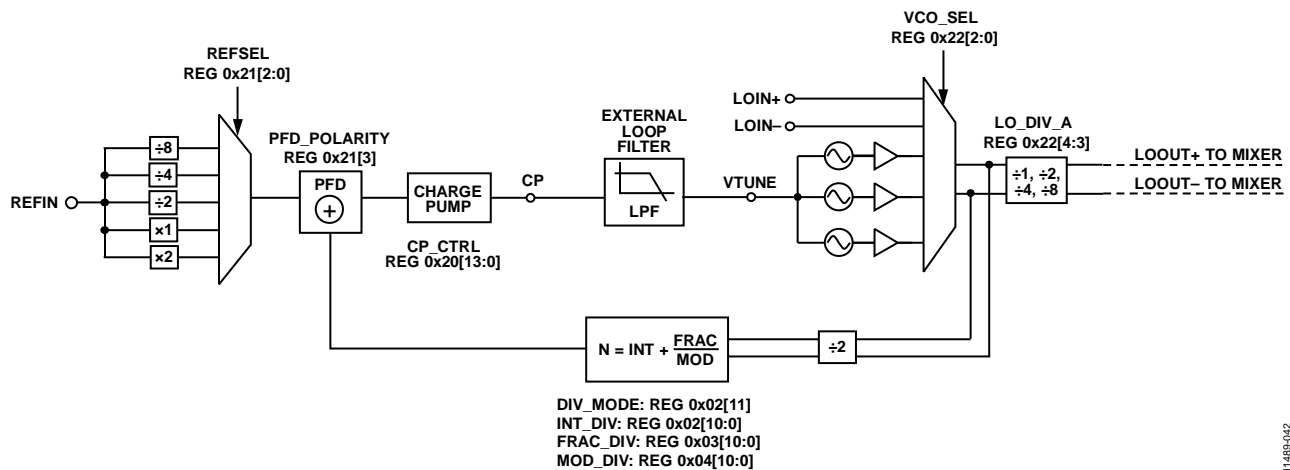 VCO_SEL
REG 0x22[2:0]
REFSEL
REG 0x21[2:0]
LOIN+
LOIN–
EXTERNAL
LOOP
FILTER
LO_DIV_A
REG 0x22[4:3]
PFD_POLARITY
REG 0x21[3]
÷8
÷4
÷2
×1
×2
REFIN
PFD
+
CHARGE
PUMP
CP
LPF
VTUNE
÷1, ÷2,
÷4, ÷8
LOOUT+ TO MIXER
LOOUT– TO MIXER
CP_CTRL
REG 0x20[13:0]
N = INT + FRAC
MOD
÷2
DIV_MODE: REG 0x02[11]
INT_DIV: REG 0x02[10:0]
FRAC_DIV: REG 0x03[10:0]
MOD_DIV: REG 0x04[10:0]